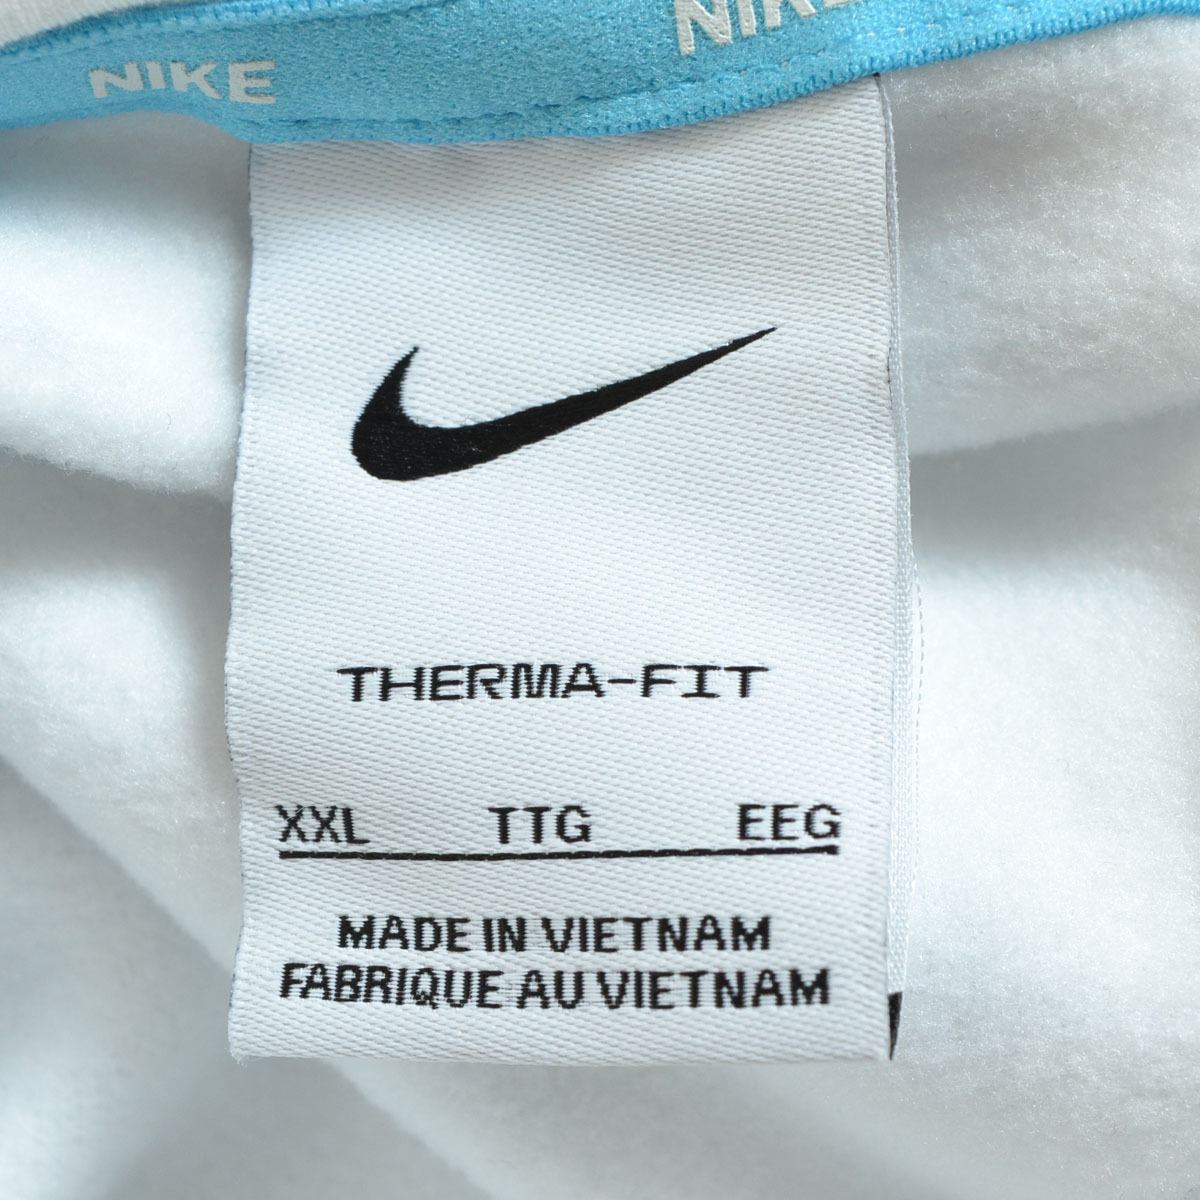 NIKE
NIKE
THERMA-FIT
XXL TTG EEG
MADE IN VIETNAM
FABRIQUE AU VIETNAM